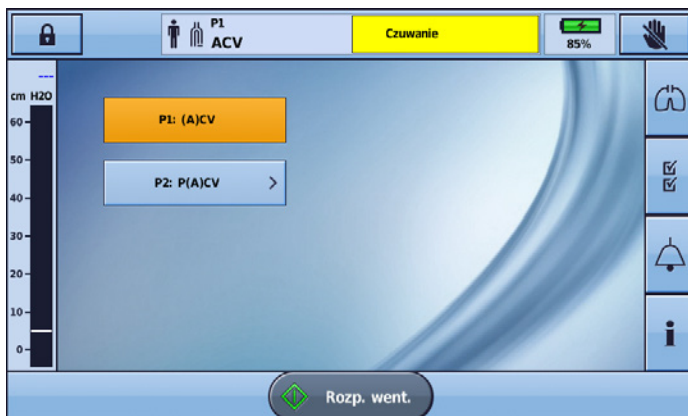 P1
ACV
Czuwanie
85%
---
cm H2O
60
50
40
30
20
10
0
P1: (A)CV
P2: P(A)CV
Rozp. went.